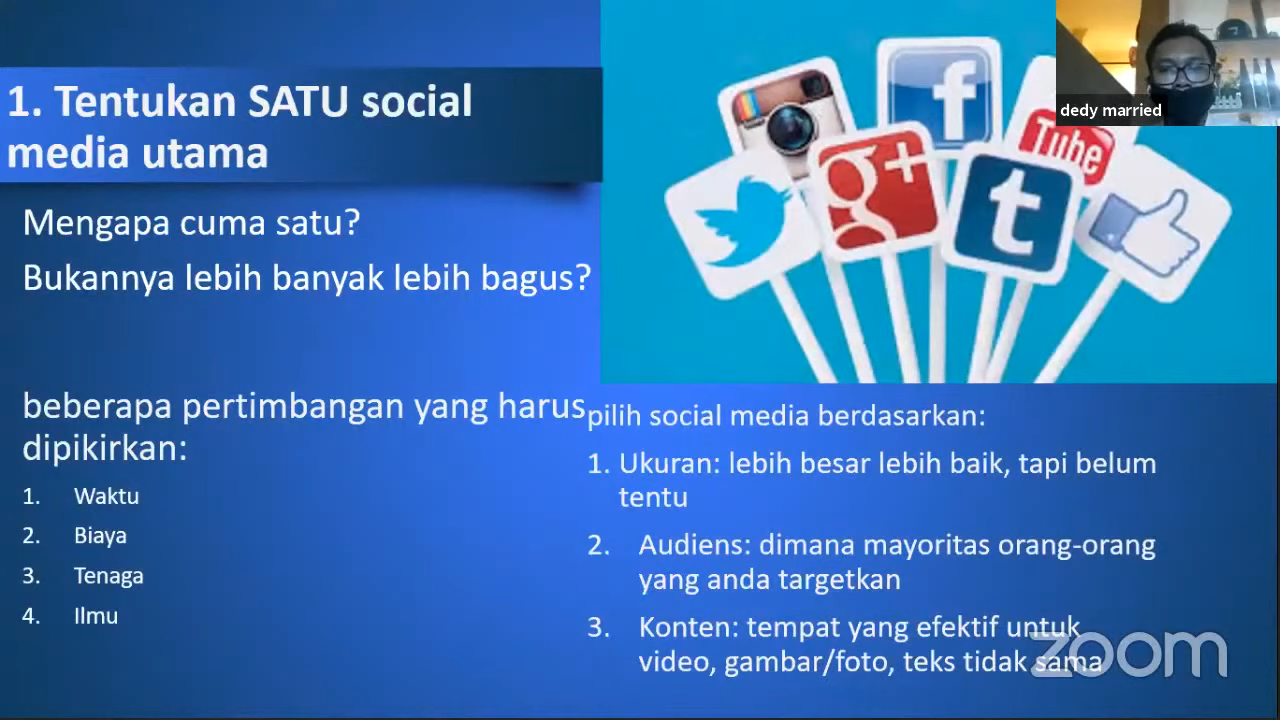 1. Tentukan SATU social
media utama
Mengapa cuma satu?
Bukannya lebih banyak lebih bagus?
beberapa pertimbangan yang harus
dipikirkan:
1. Waktu
2. Biaya
3. Tenaga
4. Ilmu
f
Tube
g+
t
dedy married
pilih social media berdasarkan:
1. Ukuran: lebih besar lebih baik, tapi belum
tentu
2. Audiens: dimana mayoritas orang-orang
yang anda targetkan
3. Konten: tempat yang efektif untuk
video, gambar/foto, teks tidak sama
zoom